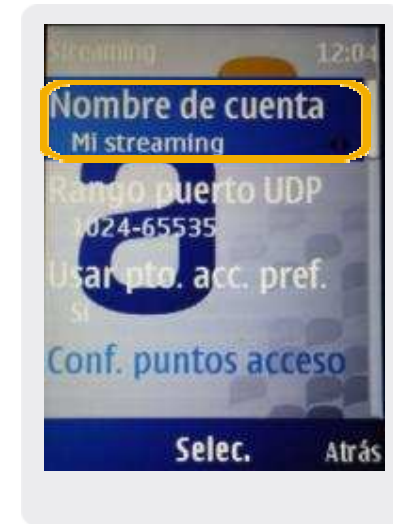 Streaming 12:04
Nombre de cuenta
Mi streaming
Rango puerto UDP
1024-65535
Usar pto. acc. pref.
Sí
Conf. puntos acceso
Selec. Atrás